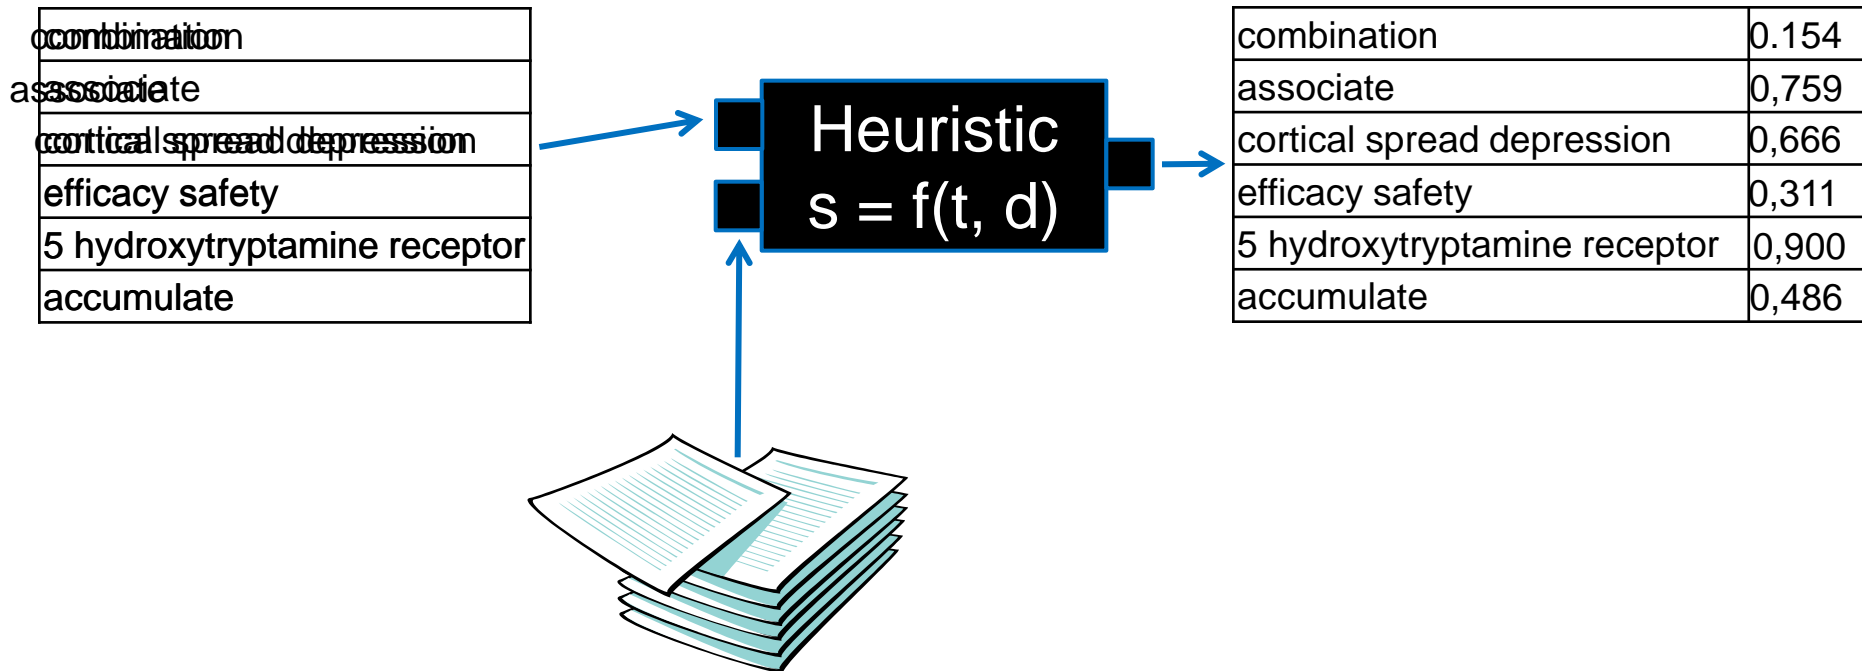 combination
associate
cortical spread depression
efficacy safety
5 hydroxytryptamine receptor
accumulate
Heuristic
s = f(t, d)
combination 0.154
associate 0,759
cortical spread depression 0,666
efficacy safety 0,311
5 hydroxytryptamine receptor 0,900
accumulate 0,486